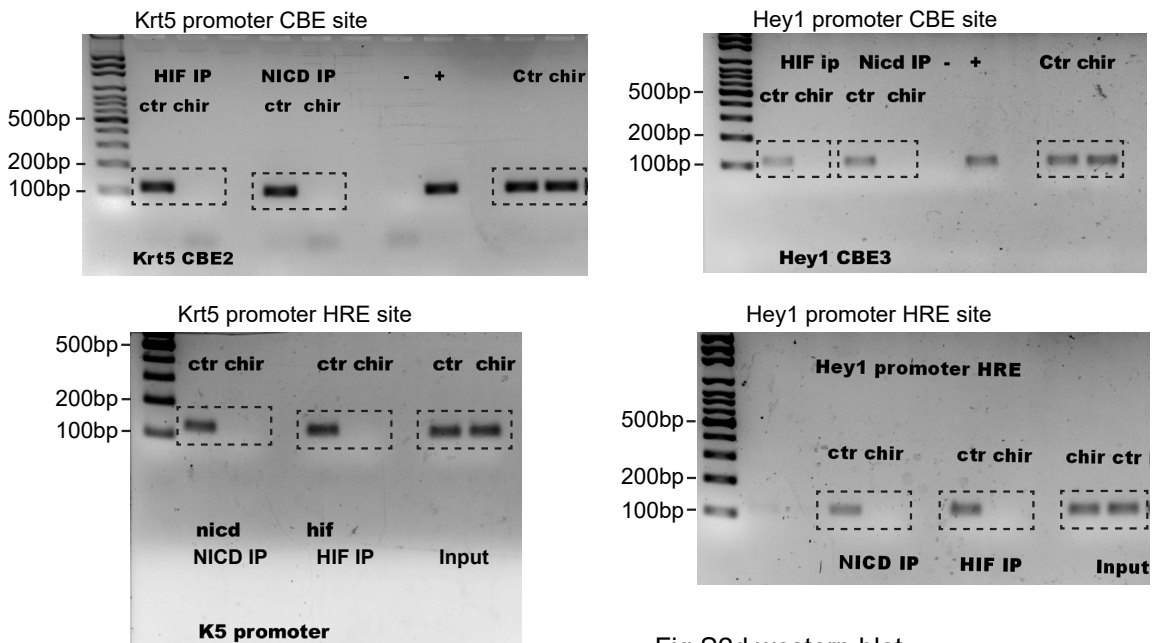 Krt5 promoter CBE site
HIF IP NICD IP - + Ctr chir
ctr chir ctr chir
500bp
200bp
100bp
Krt5 CBE2
Hey1 promoter CBE site
HIF ip Nicd IP - + Ctr chir
ctr chir ctr chir
500bp
200bp
100bp
Hey1 CBE3
Krt5 promoter HRE site
500bp
ctr chir ctr chir ctr chir
200bp
100bp
nicd hif
NICD IP HIF IP Input
K5 promoter
Hey1 promoter HRE site
Hey1 promoter HRE
500bp
ctr chir ctr chir chir ctr
200bp
100bp
NICD IP HIF IP Input